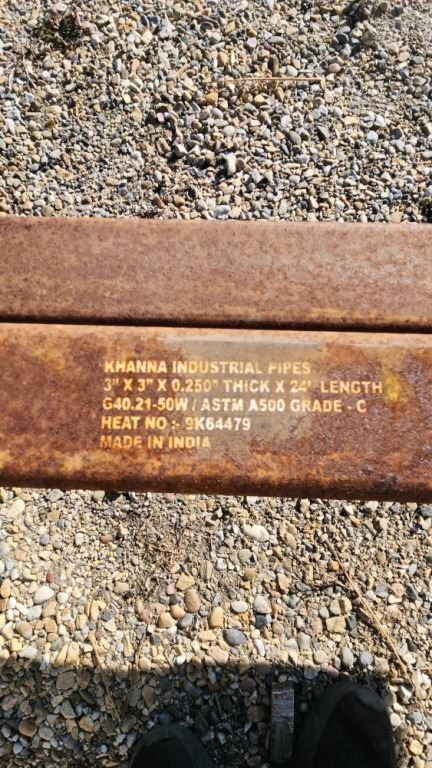 KHANNA INDUSTRIAL PIPES
3" X 3" X 0.250" THICK X 24' LENGTH
G40.21-50W / ASTM A500 GRADE - C
HEAT NO :- 9K64479
MADE IN INDIA